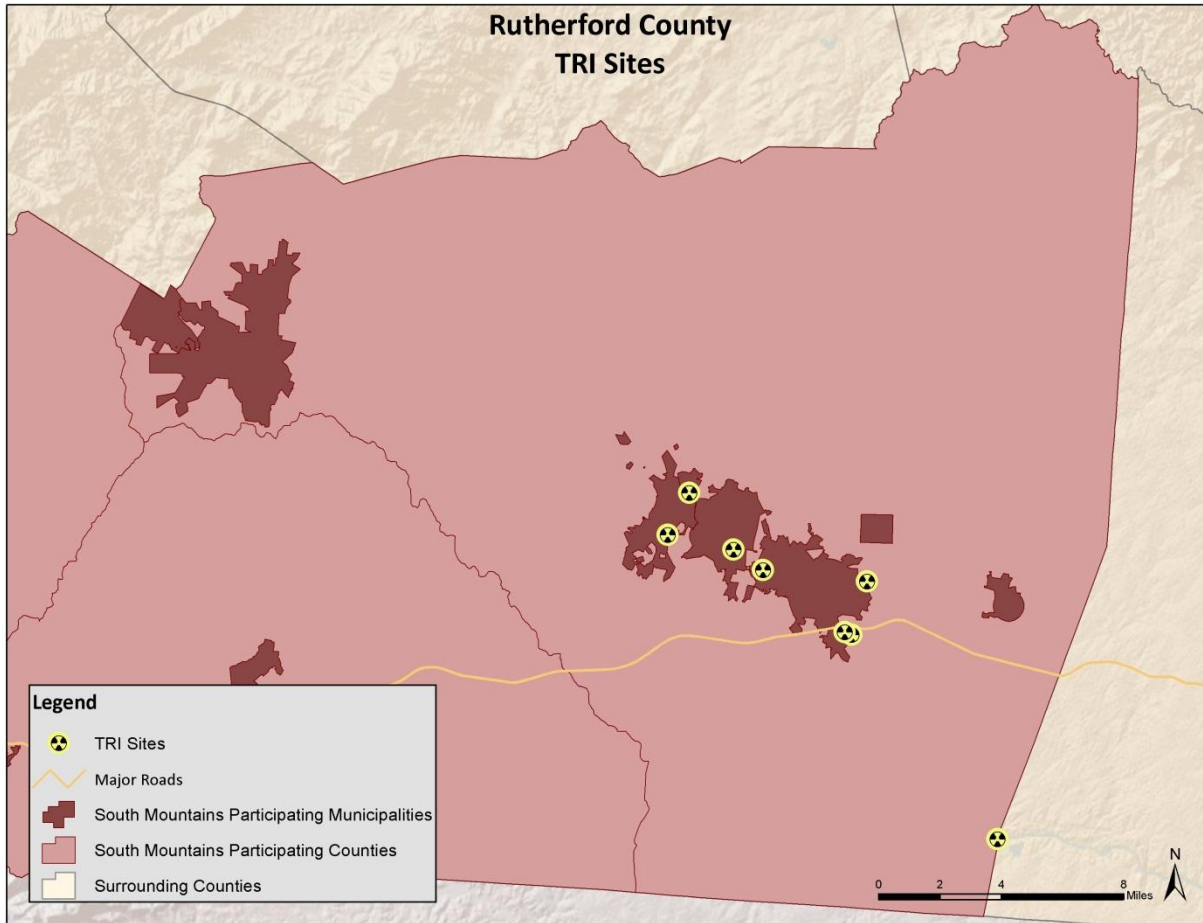 Rutherford County
TRI Sites
Legend
TRI Sites
Major Roads
South Mountains Participating Municipalities
South Mountains Participating Counties
Surrounding Counties
N
0 2 4 8
Miles